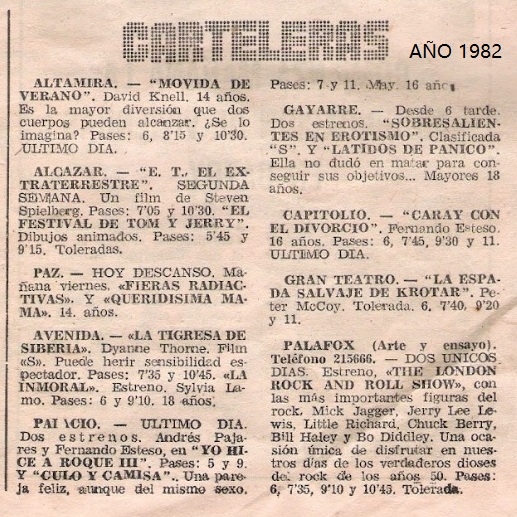 CARTELERAS
AÑO 1982
ALTAMIRA. — "MOVIDA DE
VERANO". David Knell. 14 años.
Es la mayor diversión que dos
cuerpos pueden alcanzar. ¿Se lo
imagina? Pases: 6, 8'15 y 10'30.
ULTIMO DIA.
ALCAZAR. — "E. T., EL EX-
TRATERRESTRE". SEGUNDA
SEMANA. Un film de Steven
Spielberg. Pases: 7'05 y 10'30. "EL
FESTIVAL DE TOM Y JERRY".
Dibujos animados. Pases: 5'45 y
9'15. Toleradas.
PAZ. — HOY DESCANSO. Ma-
ñana viernes. «FIERAS RADIAC-
TIVAS». Y «QUERIDISIMA MA-
MA». 14 años.
AVENIDA. — «LA TIGRESA DE
SIBERIA». Dyanne Thorne. Film
«S». Puede herir sensibilidad es-
pectador. Pases: 7'35 y 10'45. «LA
INMORAL». Estreno. Sylvia La-
mo. Pases: 6 y 9'10. 18 años.
PALACIO. — ULTIMO DIA.
Dos estrenos. Andrés Paja-
res y Fernando Esteso, en "YO HI-
CE A ROQUE III". Pases: 5 y 9.
Y "CULO Y CAMISA". Una pare-
ja feliz, aunque del mismo sexo.
Pases: 7 y 11. May. 16 años.
GAYARRE. — Desde 6 tarde.
Dos estrenos. "SOBRESALIEN-
TES EN EROTISMO". Clasificada
"S". Y "LATIDOS DE PANICO".
Ella no dudó en matar para con-
seguir sus objetivos... Mayores 18
años.
CAPITOLIO. — "CARAY CON
EL DIVORCIO". Fernando Esteso.
16 años. Pases: 6, 7'45, 9'30 y 11.
ULTIMO DIA.
GRAN TEATRO. — "LA ESPA-
DA SALVAJE DE KROTAR". Pe-
ter McCoy. Tolerada. 6, 7'40, 9'20
y 11.
PALAFOX (Arte y ensayo).
Teléfono 215666. — DOS UNICOS
DIAS. Estreno, «THE LONDON
ROCK AND ROLL SHOW», con
las más importantes figuras del
rock. Mick Jagger, Jerry Lee Le-
wis, Little Richard, Chuck Berry,
Bill Haley y Bo Diddley. Una oca-
sión única de disfrutar en nues-
tros días de los verdaderos dioses
del rock de los años 50. Pases:
6, 7'35, 9'10 y 10'45. Tolerada.